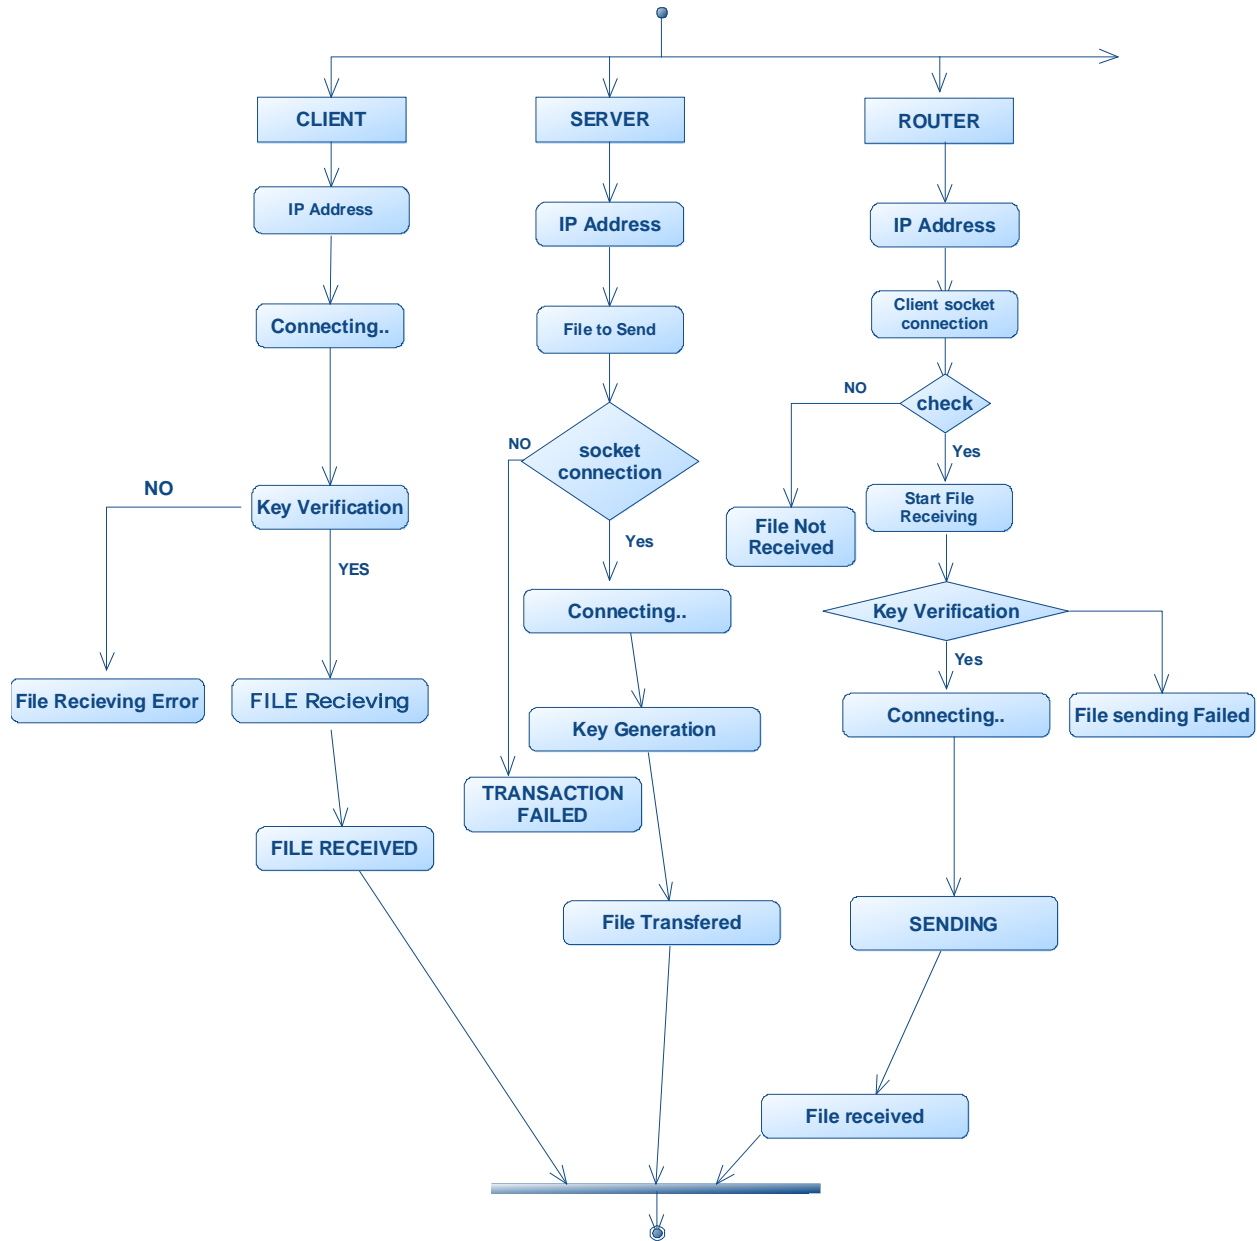 CLIENT
SERVER
ROUTER
IP Address
IP Address
IP Address
Connecting..
File to Send
Client socket
connection
NO
check
NO
socket
connection
Yes
NO
Key Verification
Start File
Receiving
File Not
Received
Yes
YES
Connecting..
Key Verification
Yes
File Recieving Error
FILE Recieving
Key Generation
Connecting..
File sending Failed
TRANSACTION
FAILED
FILE RECEIVED
File Transfered
SENDING
File received